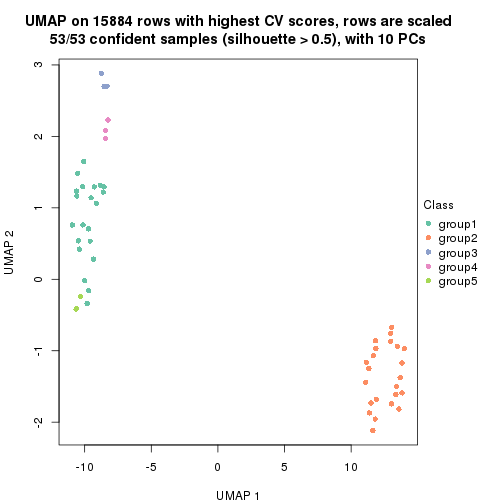 UMAP on 15884 rows with highest CV scores, rows are scaled
53/53 confident samples (silhouette > 0.5), with 10 PCs
3
2
1
0
-1
-2
UMAP 2
-10
-5
0
5
10
UMAP 1
Class
group1
group2
group3
group4
group5